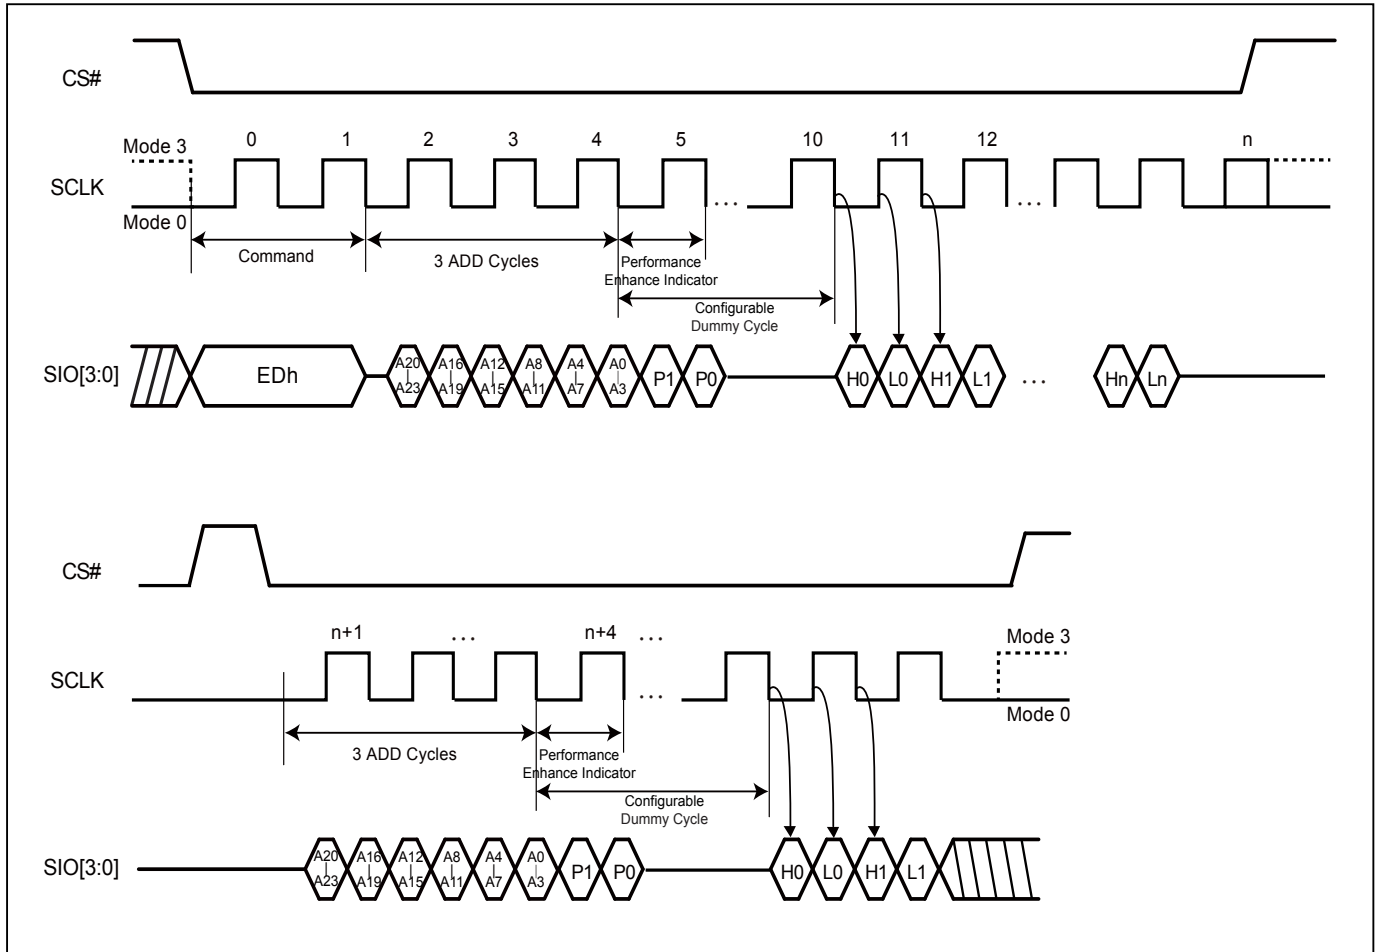 CS#
0 1 2 3 4 5 10 11 12 n
Mode 3
SCLK
Mode 0
...
...
Command
3 ADD Cycles
Performance
Enhance Indicator
Configurable
Dummy Cycle
SIO[3:0]
EDh
A20 A16 A12 A8 A4 A0
A23 A19 A15 A11 A7 A3
P1 P0
H0 L0 H1 L1 ... Hn Ln
CS#
n+1 ... n+4 ...
Mode 3
SCLK
...
Mode 0
3 ADD Cycles
Performance
Enhance Indicator
Configurable
Dummy Cycle
SIO[3:0]
A20 A16 A12 A8 A4 A0
A23 A19 A15 A11 A7 A3
P1 P0
H0 L0 H1 L1